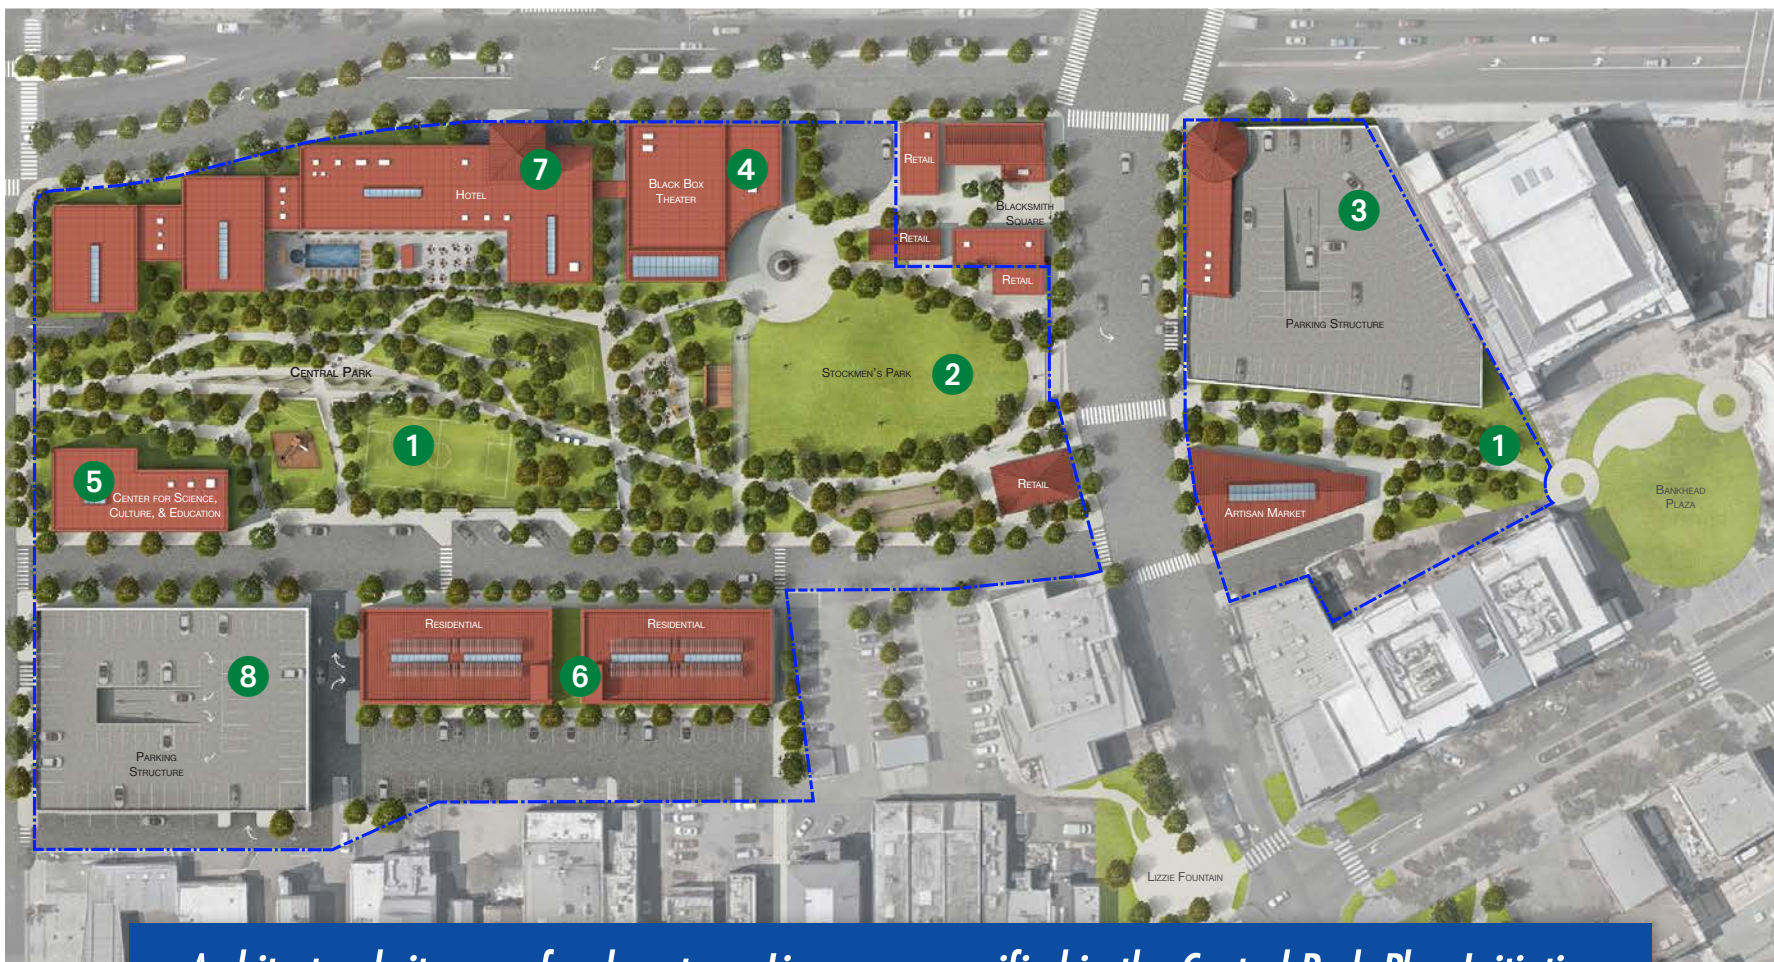 7
4
HOTEL
BLACK BOX
THEATER
RETAIL
BLACKSMITH
SQUARE
RETAIL
RETAIL
3
PARKING STRUCTURE
CENTRAL PARK
STOCKMEN'S PARK
2
1
1
5
CENTER FOR SCIENCE,
CULTURE, & EDUCATION
RETAIL
ARTISAN MARKET
BANKHEAD
PLAZA
RESIDENTIAL
RESIDENTIAL
8
6
PARKING
STRUCTURE
LIZZIE FOUNTAIN